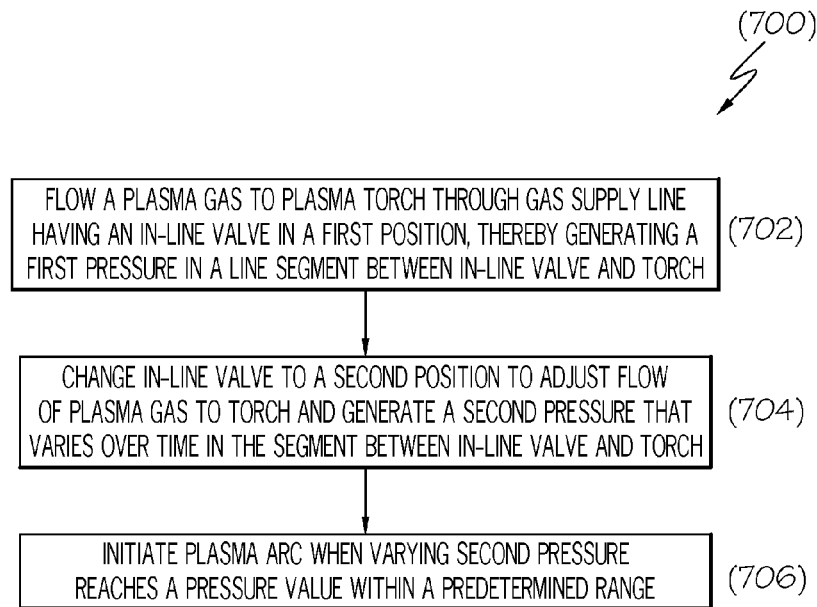 (700)
FLOW A PLASMA GAS TO PLASMA TORCH THROUGH GAS SUPPLY LINE
HAVING AN IN-LINE VALVE IN A FIRST POSITION, THEREBY GENERATING A
FIRST PRESSURE IN A LINE SEGMENT BETWEEN IN-LINE VALVE AND TORCH
(702)
CHANGE IN-LINE VALVE TO A SECOND POSITION TO ADJUST FLOW
OF PLASMA GAS TO TORCH AND GENERATE A SECOND PRESSURE THAT
VARIES OVER TIME IN THE SEGMENT BETWEEN IN-LINE VALVE AND TORCH
(704)
INITIATE PLASMA ARC WHEN VARYING SECOND PRESSURE
REACHES A PRESSURE VALUE WITHIN A PREDETERMINED RANGE
(706)